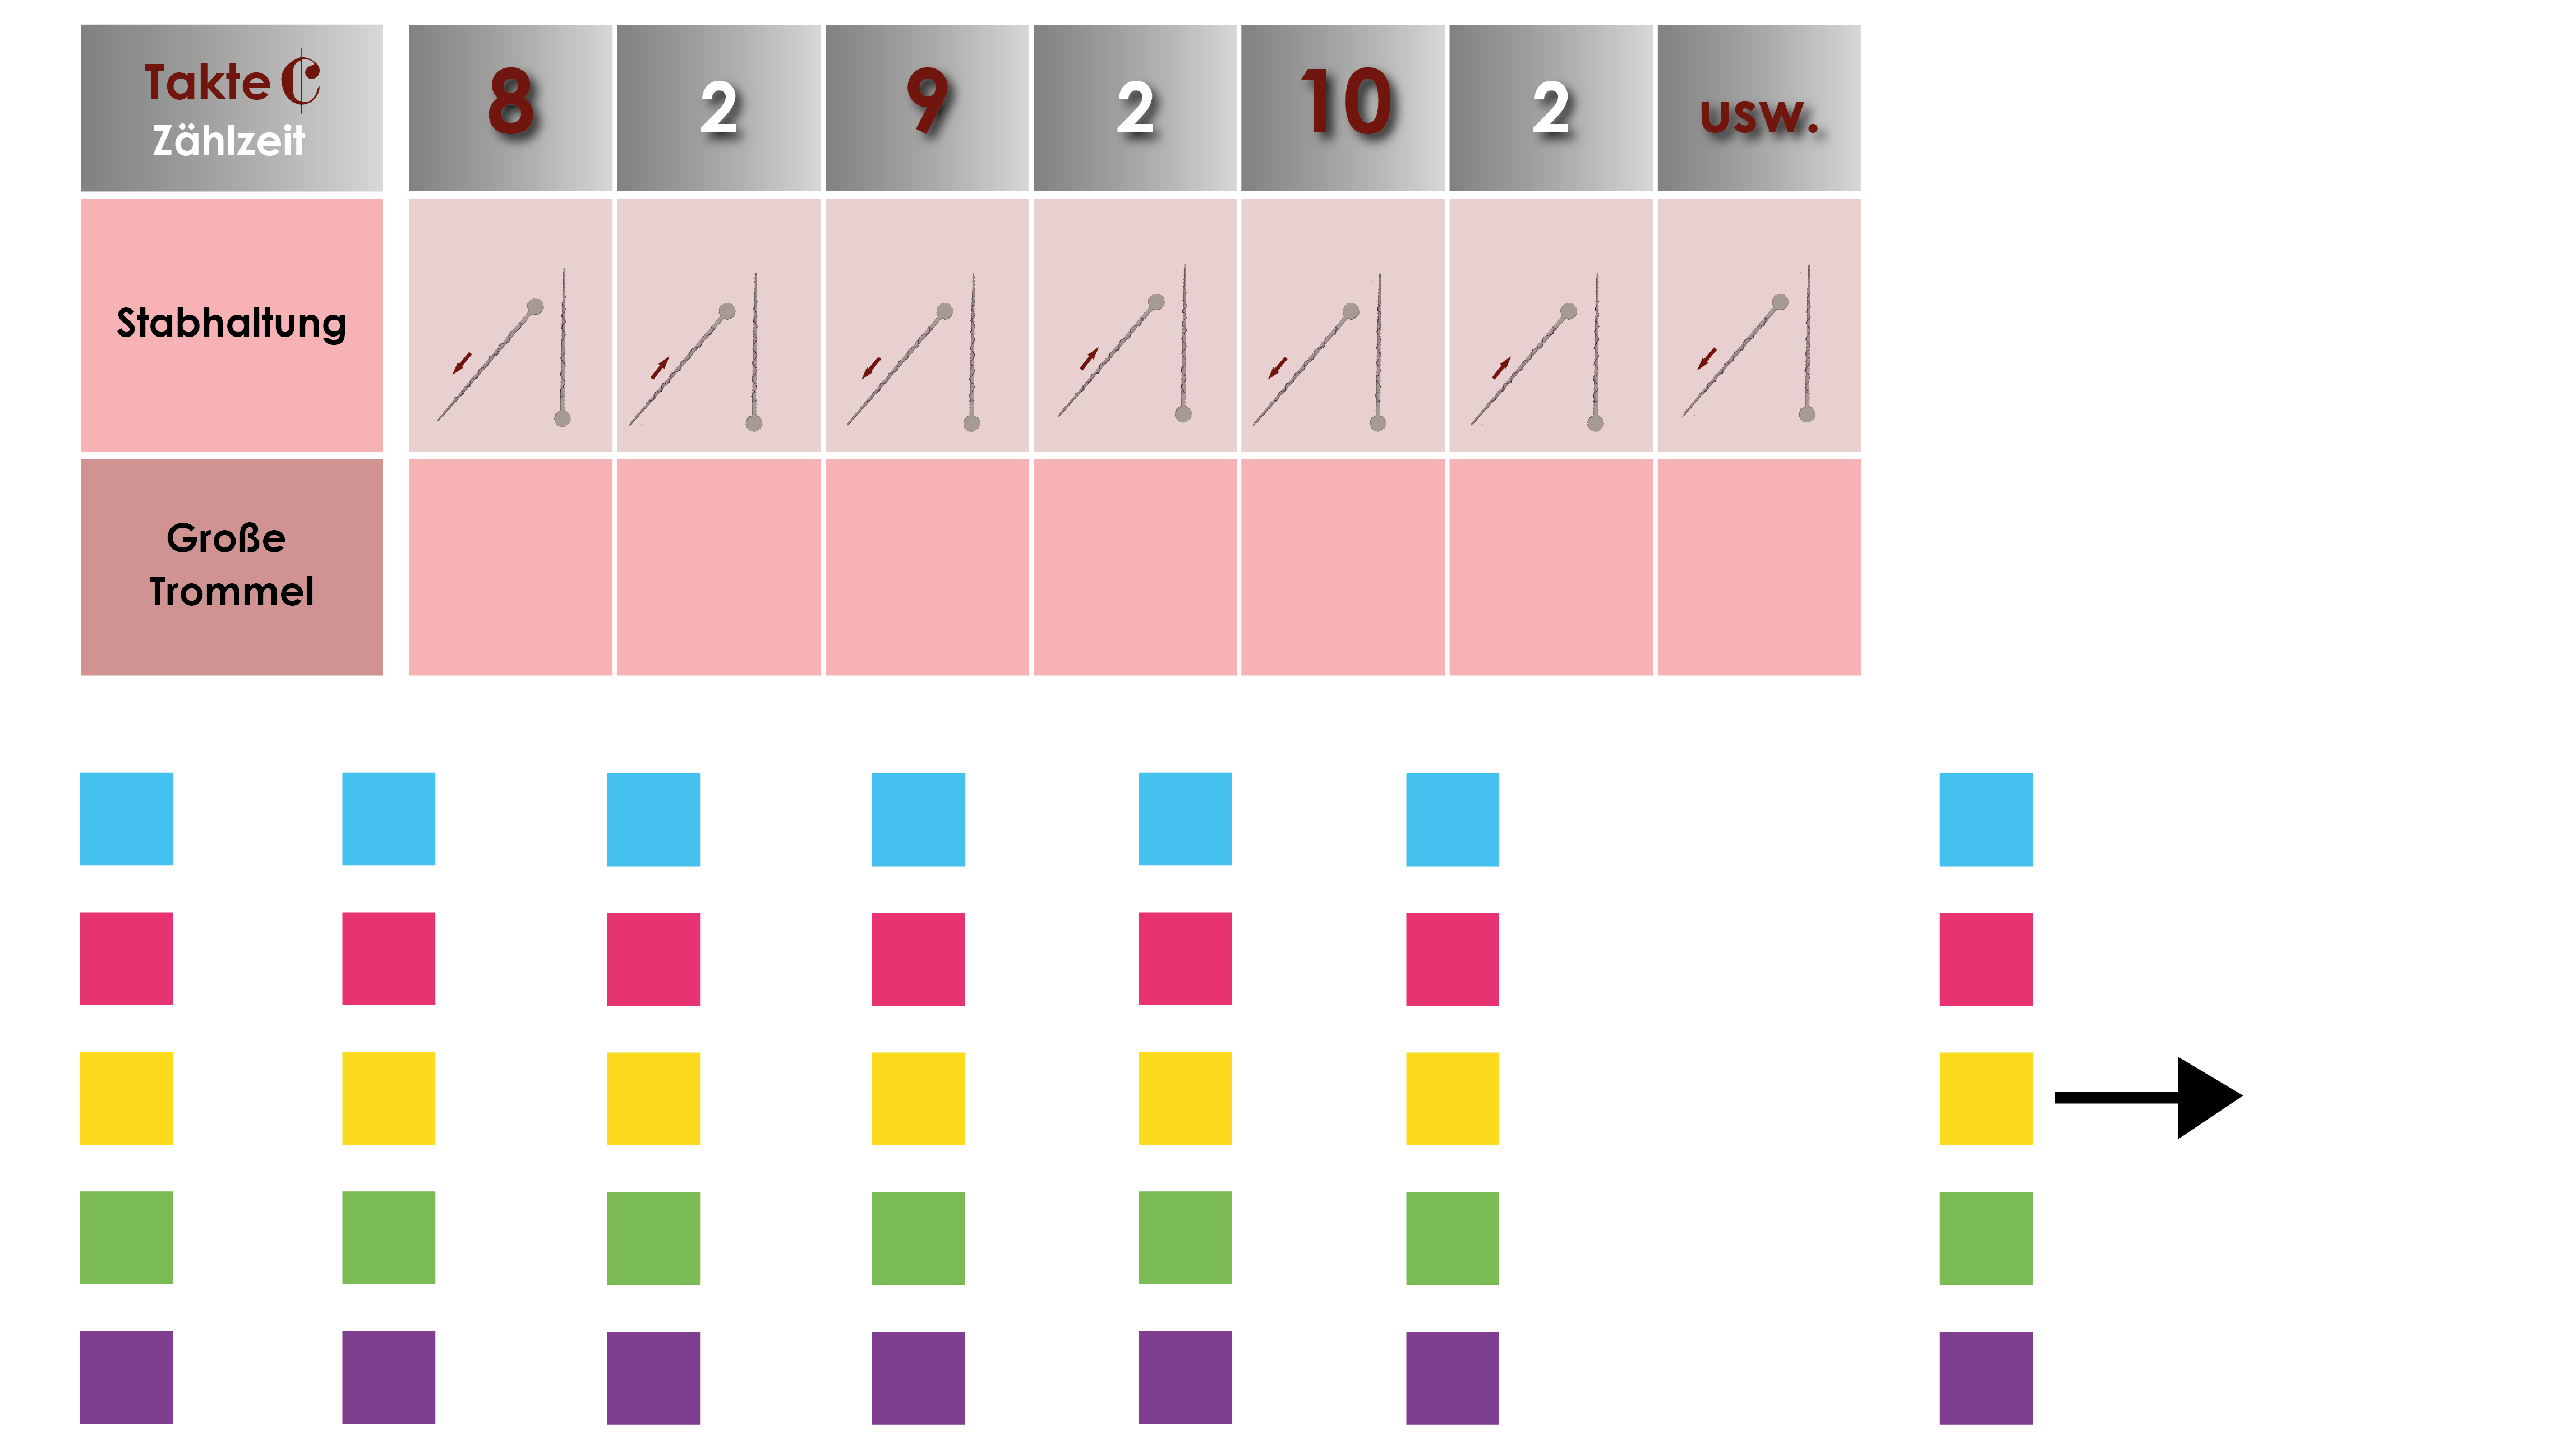 Takte 𝄵
Zählzeit
8 2 9 2 10 2 usw.
Stabhaltung
Große
Trommel